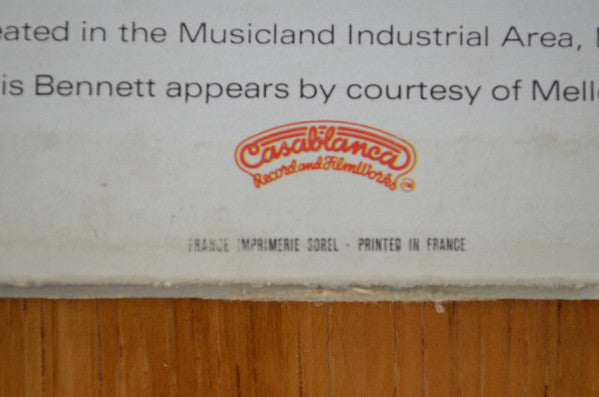 eated in the Musicland Industrial Area,
is Bennett appears by courtesy of Mell
Casablanca
Record and FilmWorks
FRANCE IMPRIMERIE SOREL · PRINTED IN FRANCE